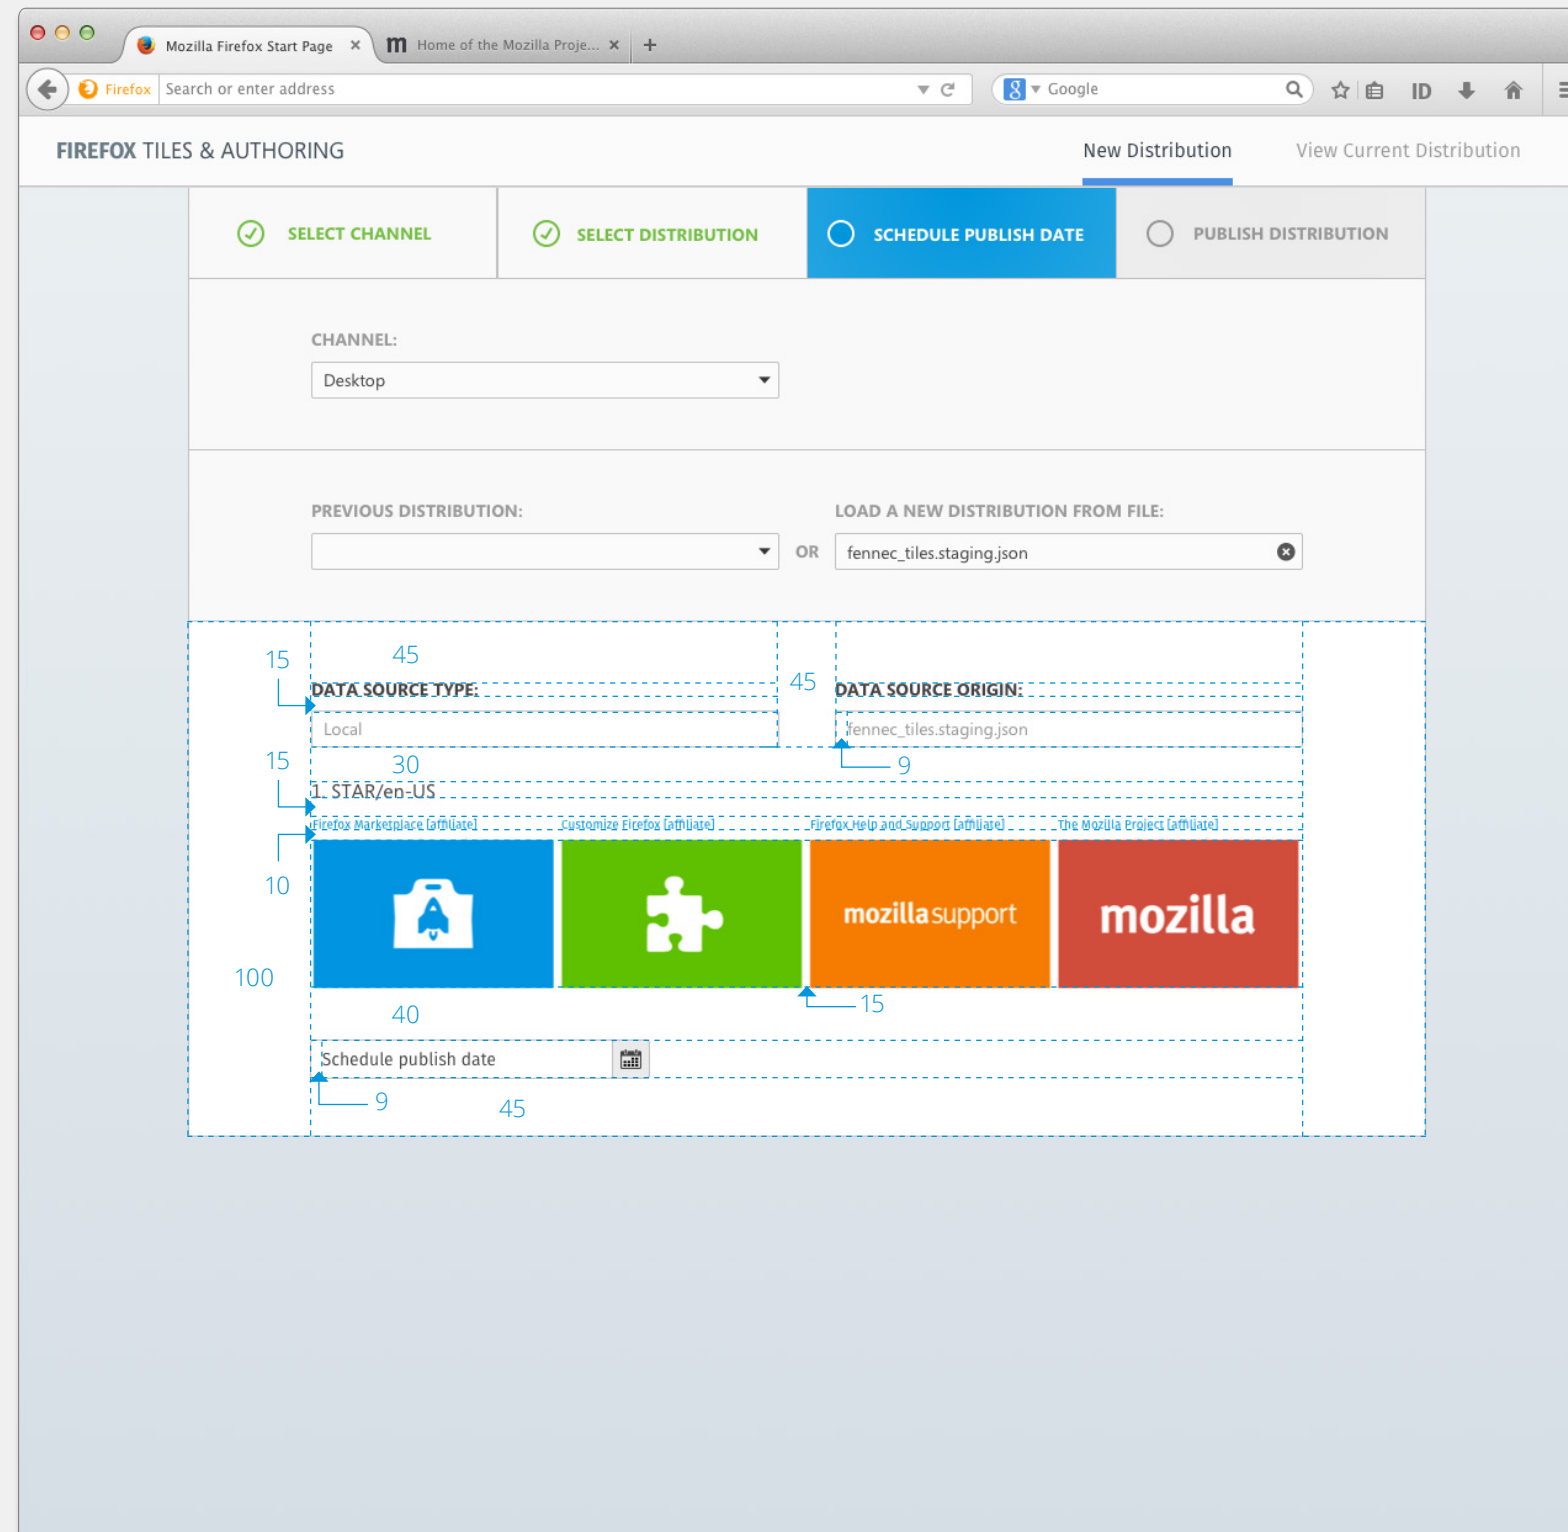 Mozilla Firefox Start Page
Home of the Mozilla Proje...
Firefox Search or enter address
8 Google
ID
FIREFOX TILES & AUTHORING
New Distribution
View Current Distribution
SELECT CHANNEL
SELECT DISTRIBUTION
SCHEDULE PUBLISH DATE
PUBLISH DISTRIBUTION
CHANNEL:
Desktop
PREVIOUS DISTRIBUTION:
LOAD A NEW DISTRIBUTION FROM FILE:
OR
fennec_tiles.staging.json
15
45
45
DATA SOURCE TYPE:
DATA SOURCE ORIGIN:
Local
fennec_tiles.staging.json
15
30
9
1. STAR/en-US
Firefox Marketplace [affiliate]
Customize Firefox [affiliate]
Firefox Help and Support [affiliate]
The Mozilla Project [affiliate]
10
mozilla support
mozilla
100
40
15
Schedule publish date
9
45